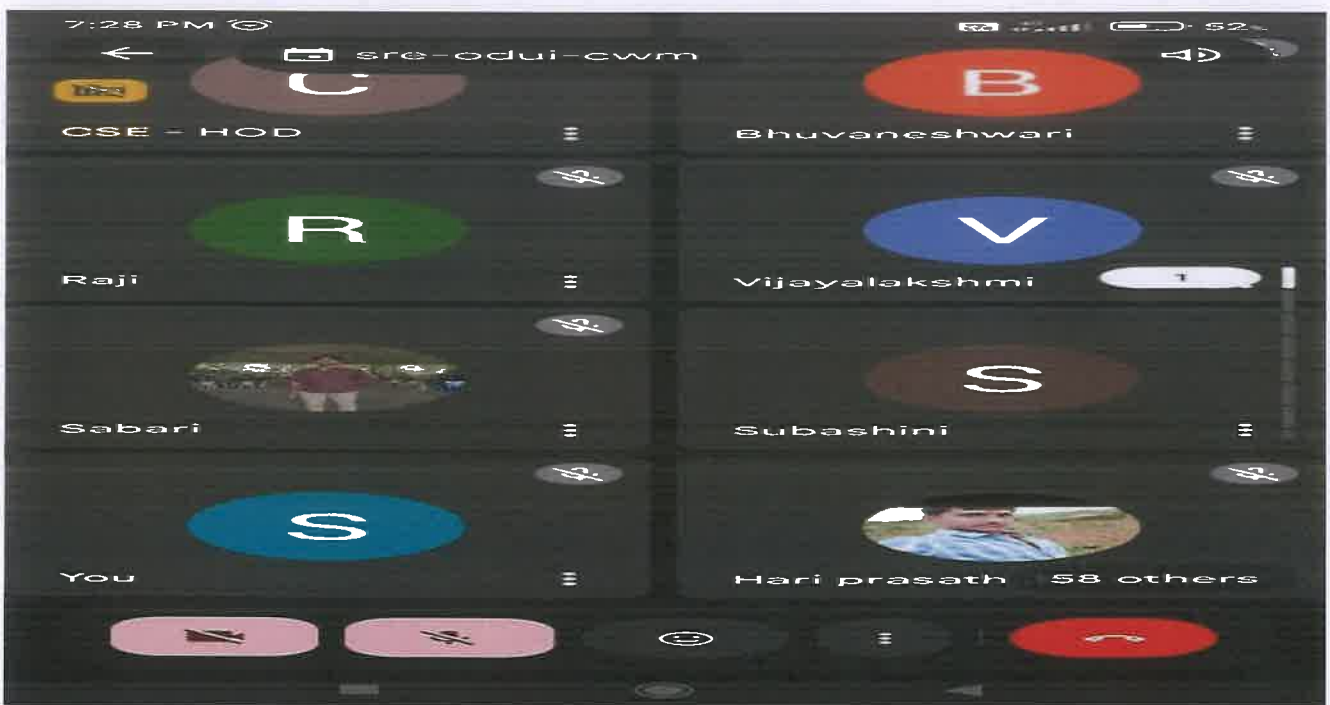 7:28 PM 52
sre-odui-cwm
C
B
CSE - HOD
Bhuvaneshwari
R
V
Raji
Vijayalakshmi
1
S
Sabari
Subashini
S
You
Hari prasath 58 others